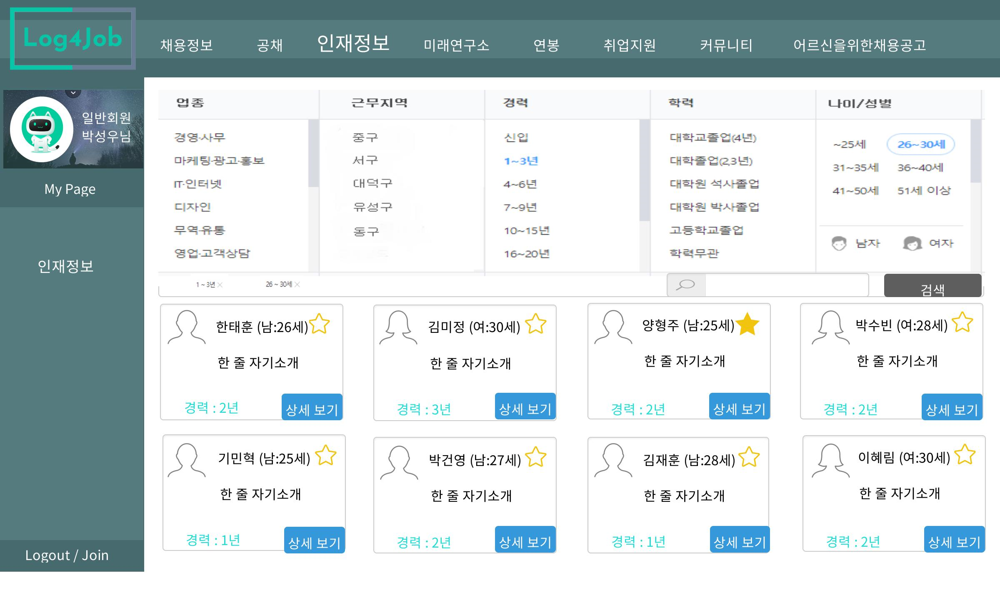 Log4Job
채용정보
공채
인재정보
미래연구소
연봉
취업지원
커뮤니티
어르신을위한채용공고
일반회원
박성우님
My Page
인재정보
Logout / Join
업종
근무지역
경력
학력
나이/성별
경영·사무
마케팅·광고·홍보
IT·인터넷
디자인
무역·유통
영업·고객상담
중구
서구
대덕구
유성구
동구
신입
1~3년
4~6년
7~9년
10~15년
16~20년
대학교졸업(4년)
대학졸업(2,3년)
대학원 석사졸업
대학원 박사졸업
고등학교졸업
학력무관
~25세 26~30세
31~35세 36~40세
41~50세 51세 이상
남자 여자
1 ~ 3년 ×
26 ~ 30세 ×
검색
한태훈 (남:26세)
한 줄 자기소개
경력 : 2년
상세 보기
김미정 (여:30세)
한 줄 자기소개
경력 : 3년
상세 보기
양형주 (남:25세)
한 줄 자기소개
경력 : 2년
상세 보기
박수빈 (여:28세)
한 줄 자기소개
경력 : 2년
상세 보기
기민혁 (남:25세)
한 줄 자기소개
경력 : 1년
상세 보기
박건영 (남:27세)
한 줄 자기소개
경력 : 2년
상세 보기
김재훈 (남:28세)
한 줄 자기소개
경력 : 1년
상세 보기
이혜림 (여:30세)
한 줄 자기소개
경력 : 2년
상세 보기